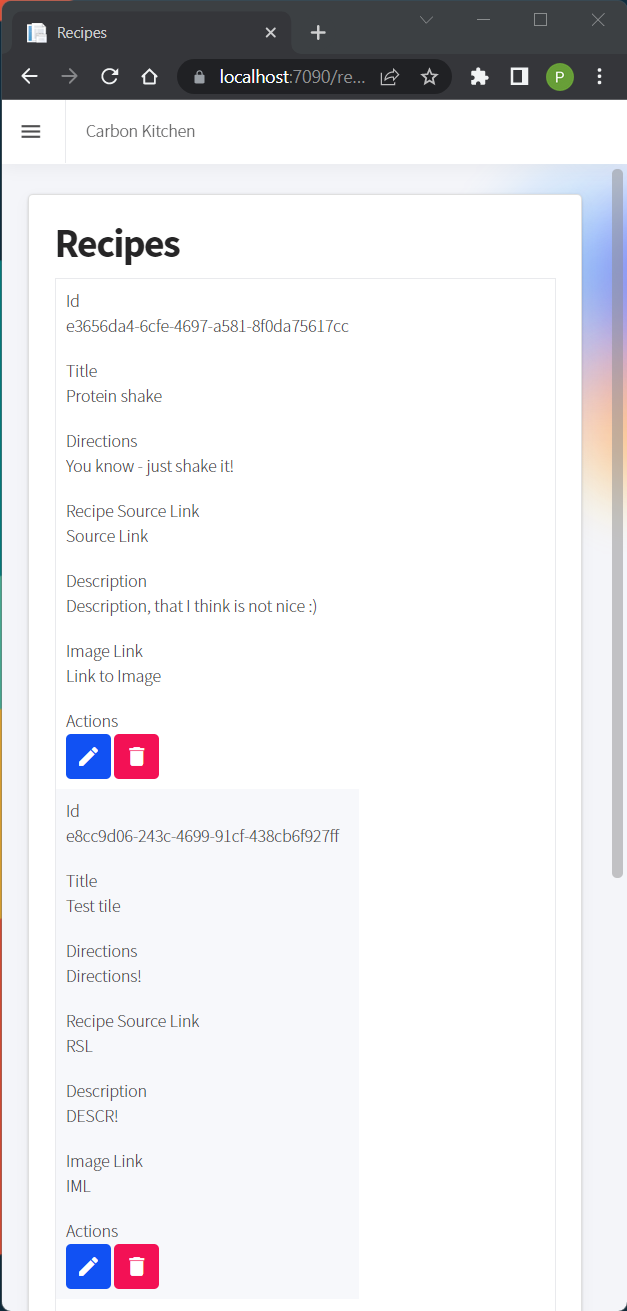 Recipes
localhost:7090/re...
P
Carbon Kitchen
Recipes
Id
e3656da4-6cfe-4697-a581-8f0da75617cc
Title
Protein shake
Directions
You know - just shake it!
Recipe Source Link
Source Link
Description
Description, that I think is not nice :)
Image Link
Link to Image
Actions
Id
e8cc9d06-243c-4699-91cf-438cb6f927ff
Title
Test tile
Directions
Directions!
Recipe Source Link
RSL
Description
DESCR!
Image Link
IML
Actions